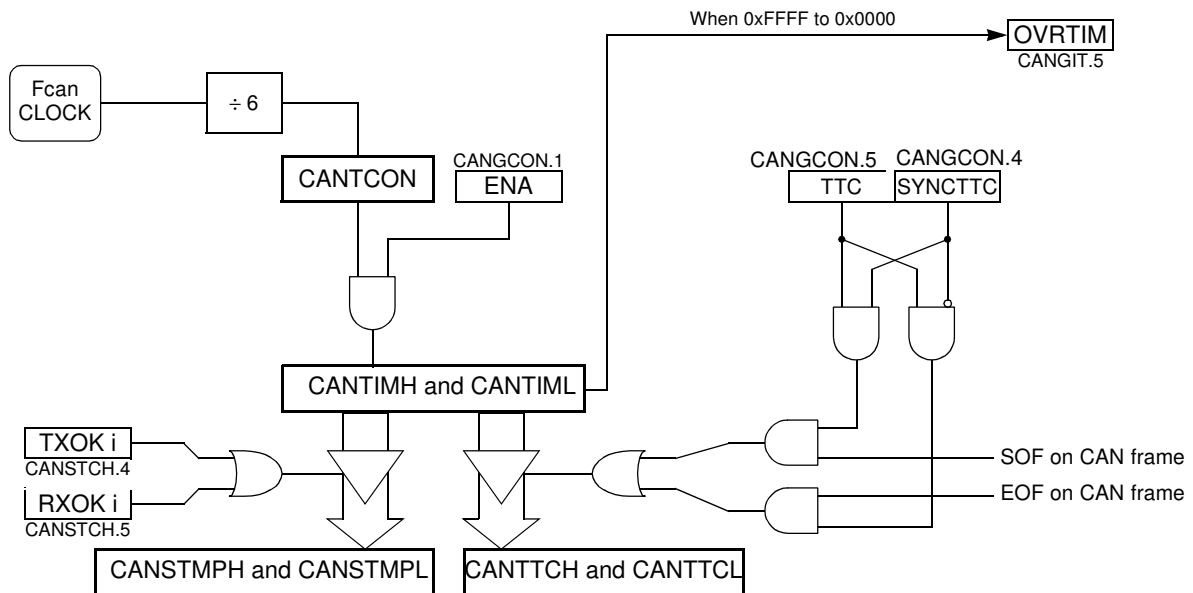 When 0xFFFF to 0x0000
OVRTIM
CANGIT.5
Fcan
CLOCK
÷ 6
CANTCON
CANGCON.1
ENA
CANGCON.5
CANGCON.4
TTC
SYNCTTC
CANTIMH and CANTIML
TXOK i
CANSTCH.4
RXOK i
CANSTCH.5
SOF on CAN frame
EOF on CAN frame
CANSTMPH and CANSTMPL
CANTTCH and CANTTCL